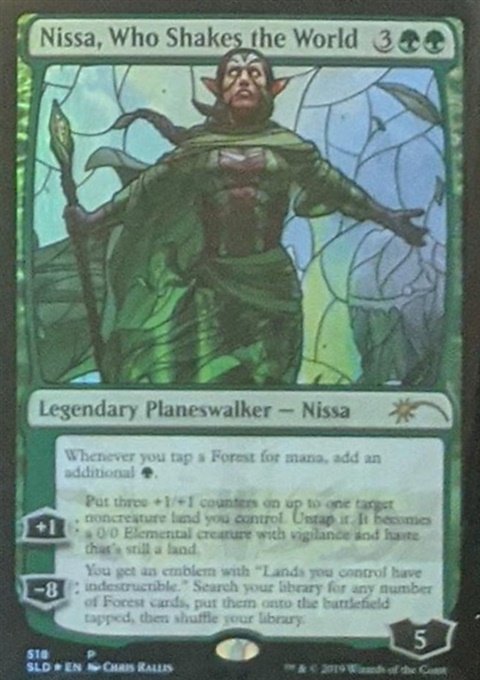 Nissa, Who Shakes the World 3
Legendary Planeswalker — Nissa
Whenever you tap a Forest for mana, add an
additional .
+1: Put three +1/+1 counters on up to one target
noncreature land you control. Untap it. It becomes
a 0/0 Elemental creature with vigilance and haste
that's still a land.
-8: You get an emblem with "Lands you control have
indestructible." Search your library for any number
of Forest cards, put them onto the battlefield
tapped, then shuffle your library.
5
518 P
SLD ★ EN Chris Rallis
™ & © 2019 Wizards of the Coast